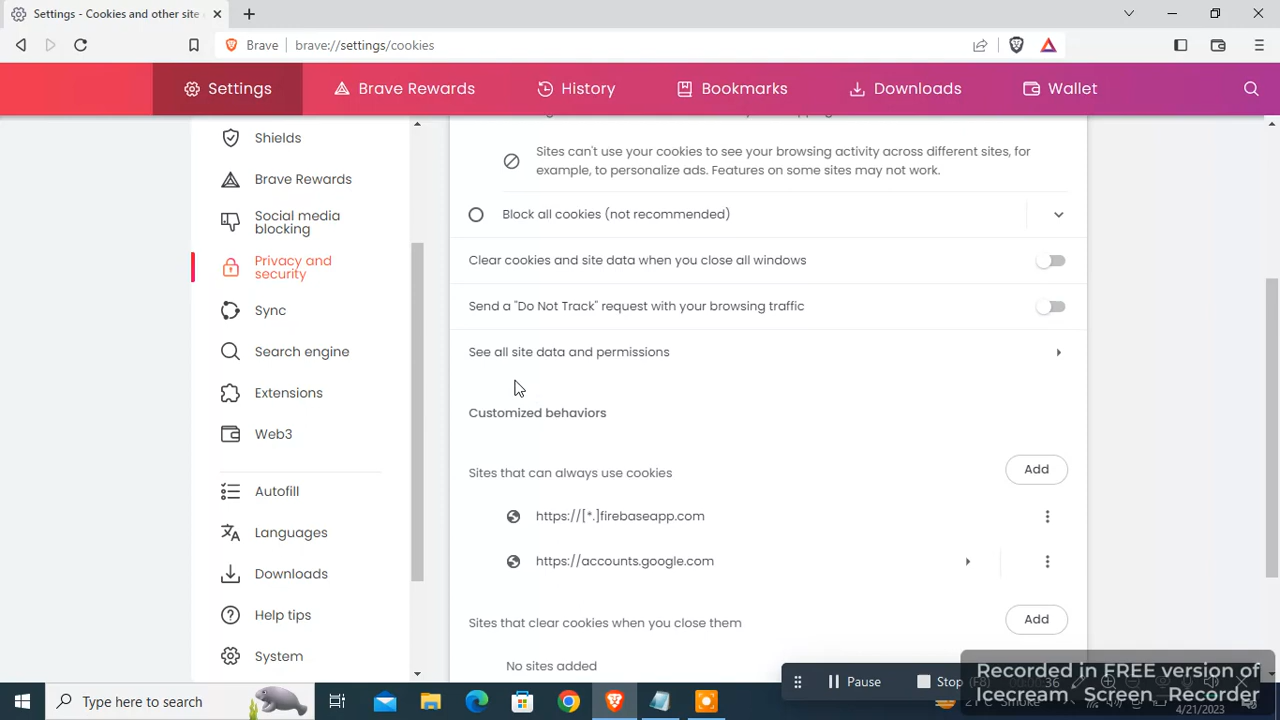 Settings - Cookies and other site
Brave brave://settings/cookies
Settings
Brave Rewards
History
Bookmarks
Downloads
Wallet
Shields
Brave Rewards
Social media
blocking
Privacy and
security
Sync
Search engine
Extensions
Web3
Autofill
Languages
Downloads
Help tips
System
Sites can't use your cookies to see your browsing activity across different sites, for
example, to personalize ads. Features on some sites may not work.
Block all cookies (not recommended)
Clear cookies and site data when you close all windows
Send a "Do Not Track" request with your browsing traffic
See all site data and permissions
Customized behaviors
Sites that can always use cookies
Add
https://[*.]firebaseapp.com
https://accounts.google.com
Sites that clear cookies when you close them
Add
No sites added
Pause
Stop (F8)
Recorded in FREE version of
Icecream Screen Recorder
Type here to search
Smoke
4/21/2023